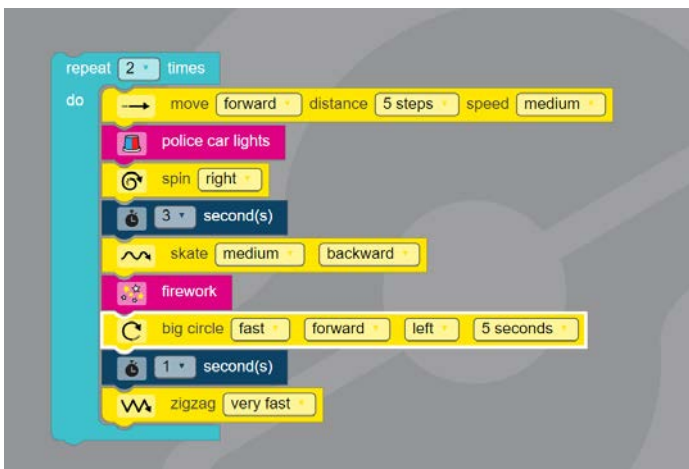 repeat 2 times
do
move forward distance 5 steps speed medium
police car lights
spin right
3 second(s)
skate medium backward
firework
big circle fast forward left 5 seconds
1 second(s)
zigzag very fast